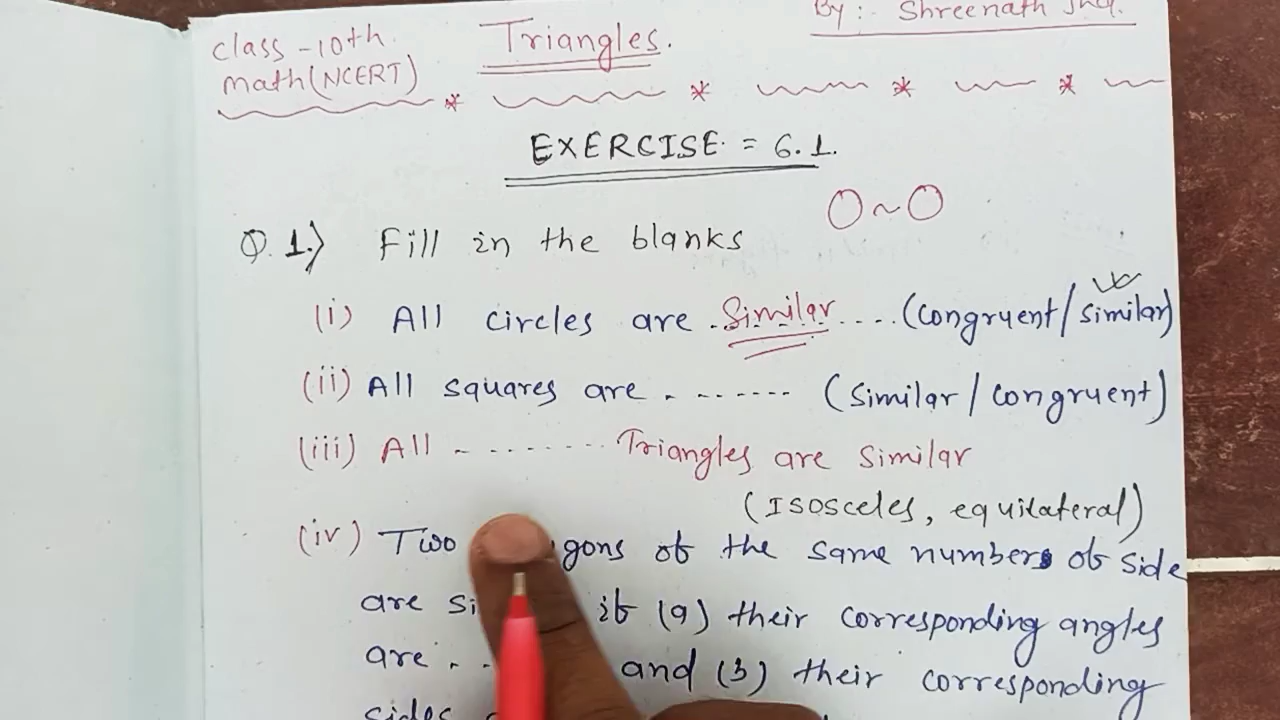 By:- Shreenath Jha.
Class -10th.
Triangles.
Math(NCERT)
EXERCISE = 6.1.
O~O
Q.1.) Fill in the blanks
(i) All circles are .Similar.... (congruent/similar)
(ii) All squares are . ------- (Similar/congruent)
(iii) All - ........ Triangles are Similar
(Isosceles, equilateral)
(iv) Two gons of the same numbers of side
are if (a) their corresponding angles
are . .. and (b) their corresponding
sides